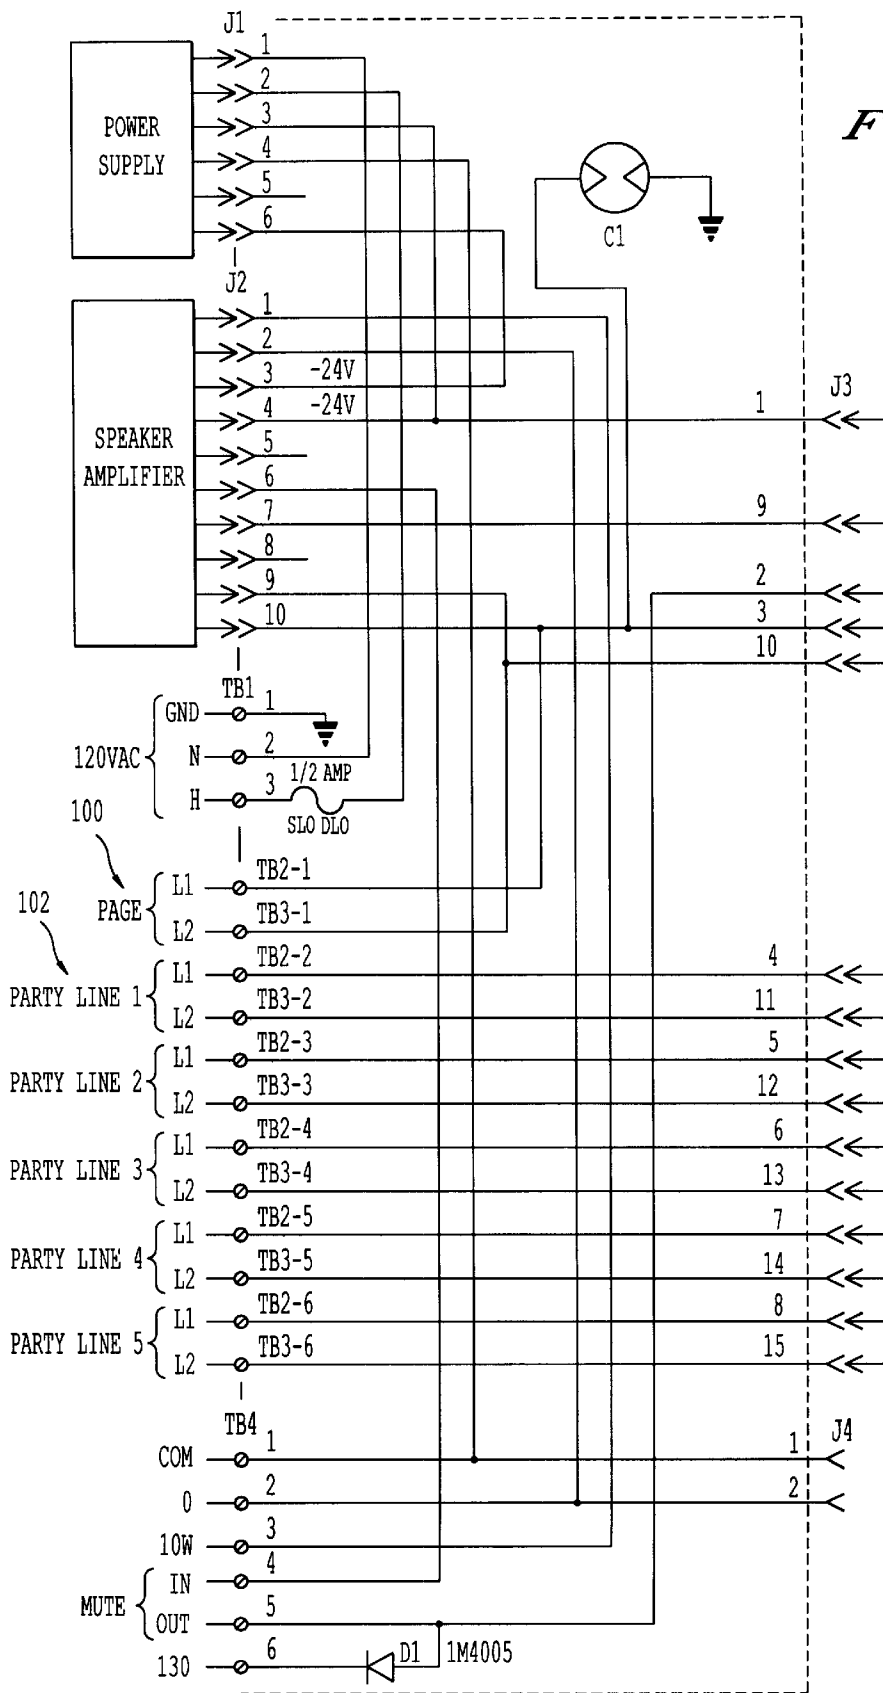 J1
1
2
3
4
5
6
POWER
SUPPLY
F
C1
J2
1
2
3 -24V
4 -24V
5
6
7
8
9
10
SPEAKER
AMPLIFIER
J3
1
9
2
3
10
TB1
GND 1
120VAC N 2
H 3
1/2 AMP
SLO DLO
100
PAGE L1 TB2-1
L2 TB3-1
102
PARTY LINE 1 L1 TB2-2 4
L2 TB3-2 11
PARTY LINE 2 L1 TB2-3 5
L2 TB3-3 12
PARTY LINE 3 L1 TB2-4 6
L2 TB3-4 13
PARTY LINE 4 L1 TB2-5 7
L2 TB3-5 14
PARTY LINE 5 L1 TB2-6 8
L2 TB3-6 15
TB4
J4
COM 1 1
0 2 2
10W 3
MUTE IN 4
OUT 5
130 6 D1 1M4005